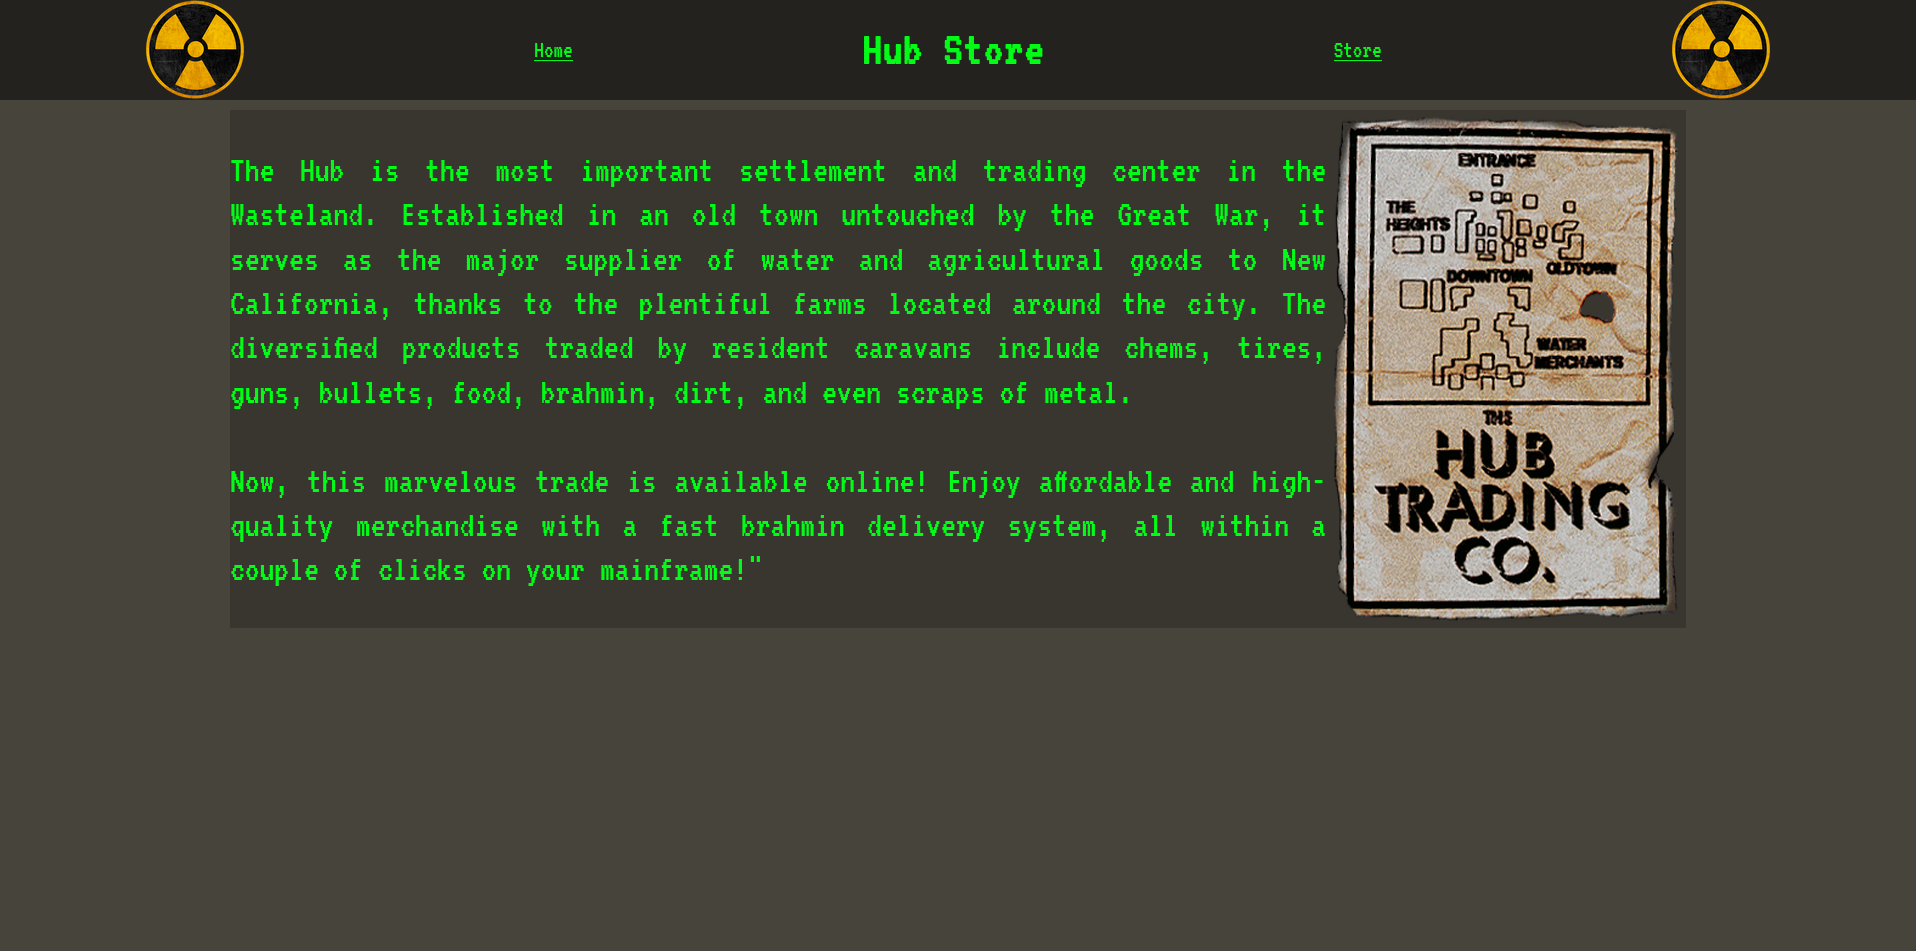 Home
Hub Store
Store
The Hub is the most important settlement and trading center in the
Wasteland. Established in an old town untouched by the Great War, it
serves as the major supplier of water and agricultural goods to New
California, thanks to the plentiful farms located around the city. The
diversified products traded by resident caravans include chems, tires,
guns, bullets, food, brahmin, dirt, and even scraps of metal.
Now, this marvelous trade is available online! Enjoy affordable and high-
quality merchandise with a fast brahmin delivery system, all within a
couple of clicks on your mainframe!"
ENTRANCE
THE
HEIGHTS
OLDTOWN
DOWNTOWN
WATER
MERCHANTS
THE
HUB
TRADING
CO.